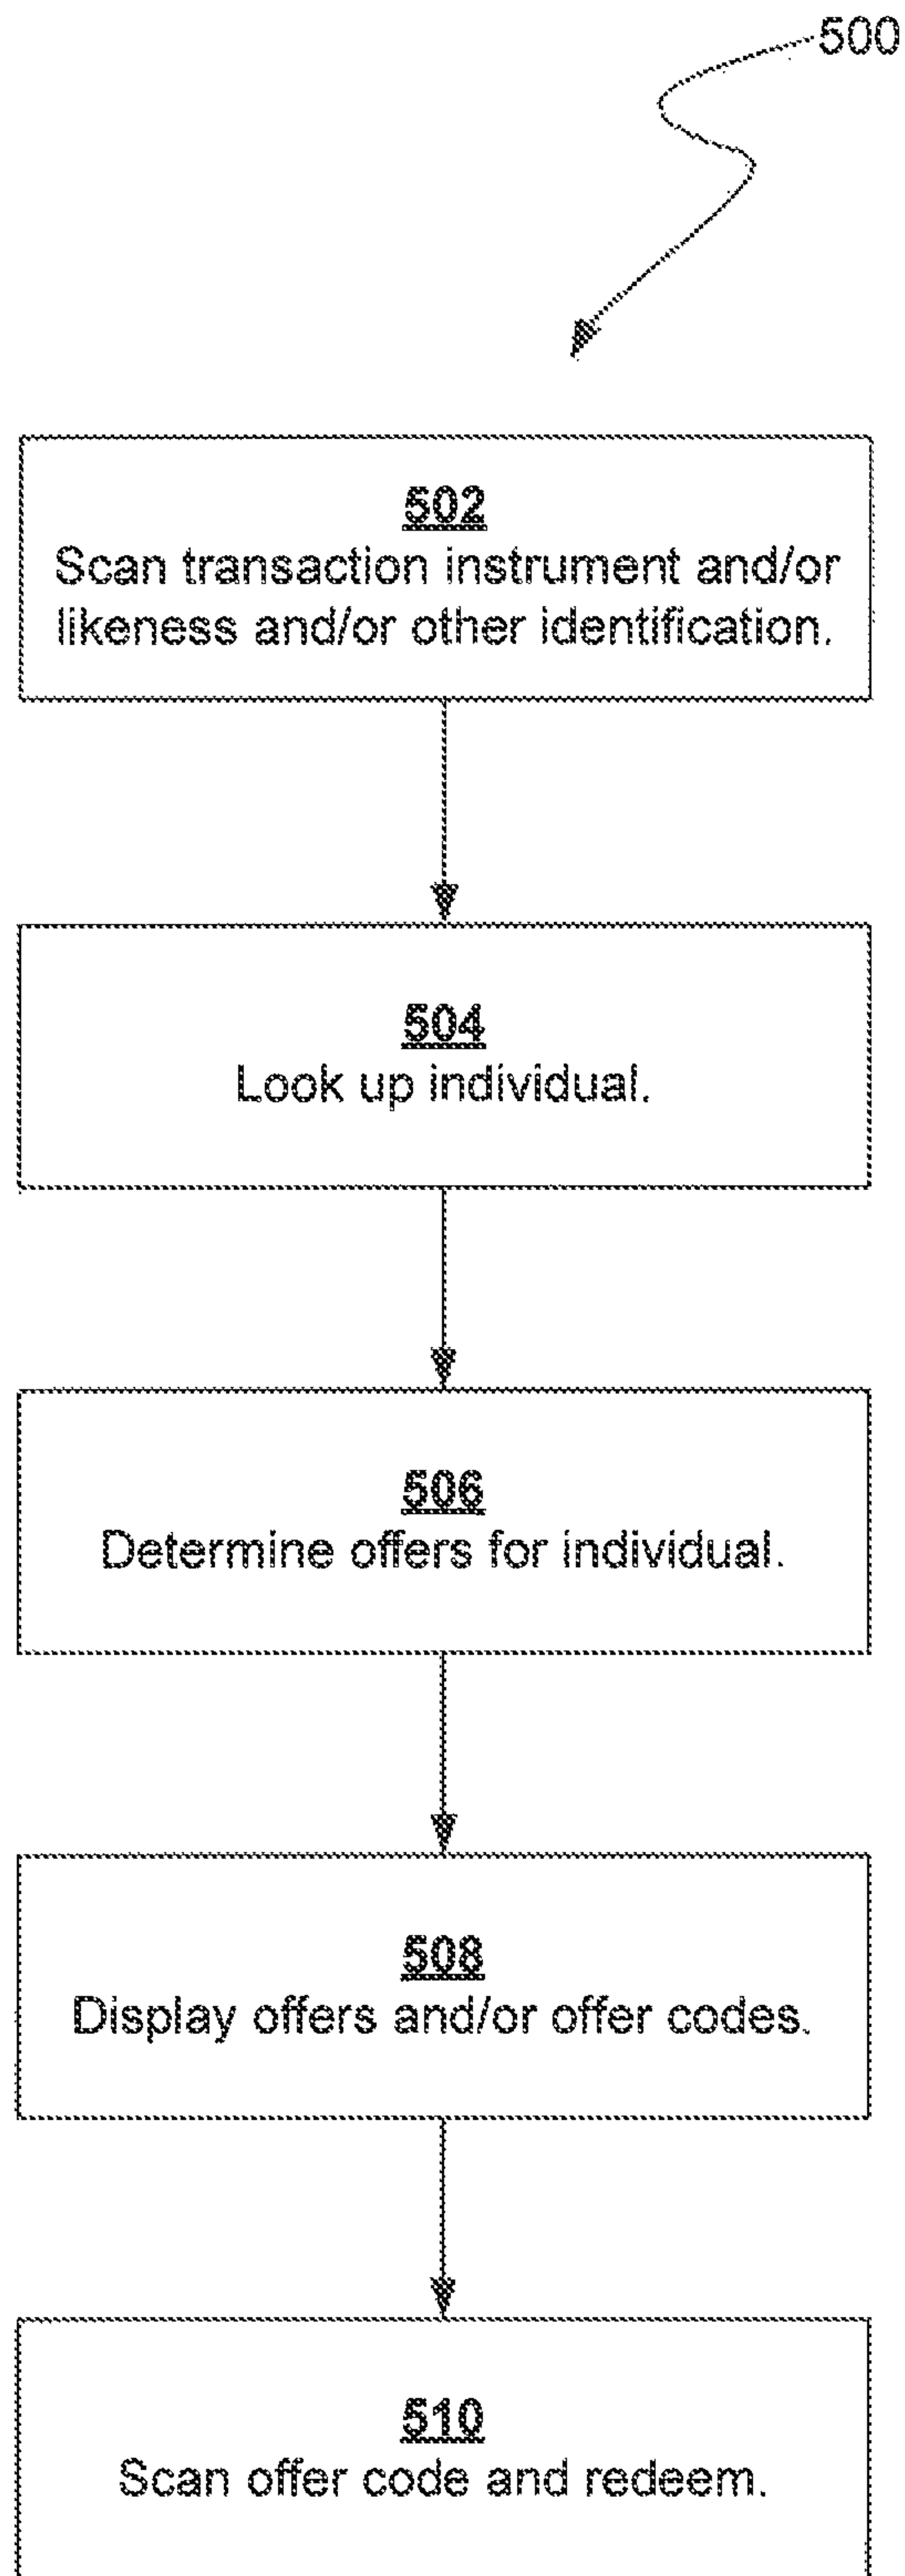 500
502
Scan transaction instrument and/or
likeness and/or other identification.
504
Look up individual.
506
Determine offers for individual.
508
Display offers and/or offer codes.
510
Scan offer code and redeem.